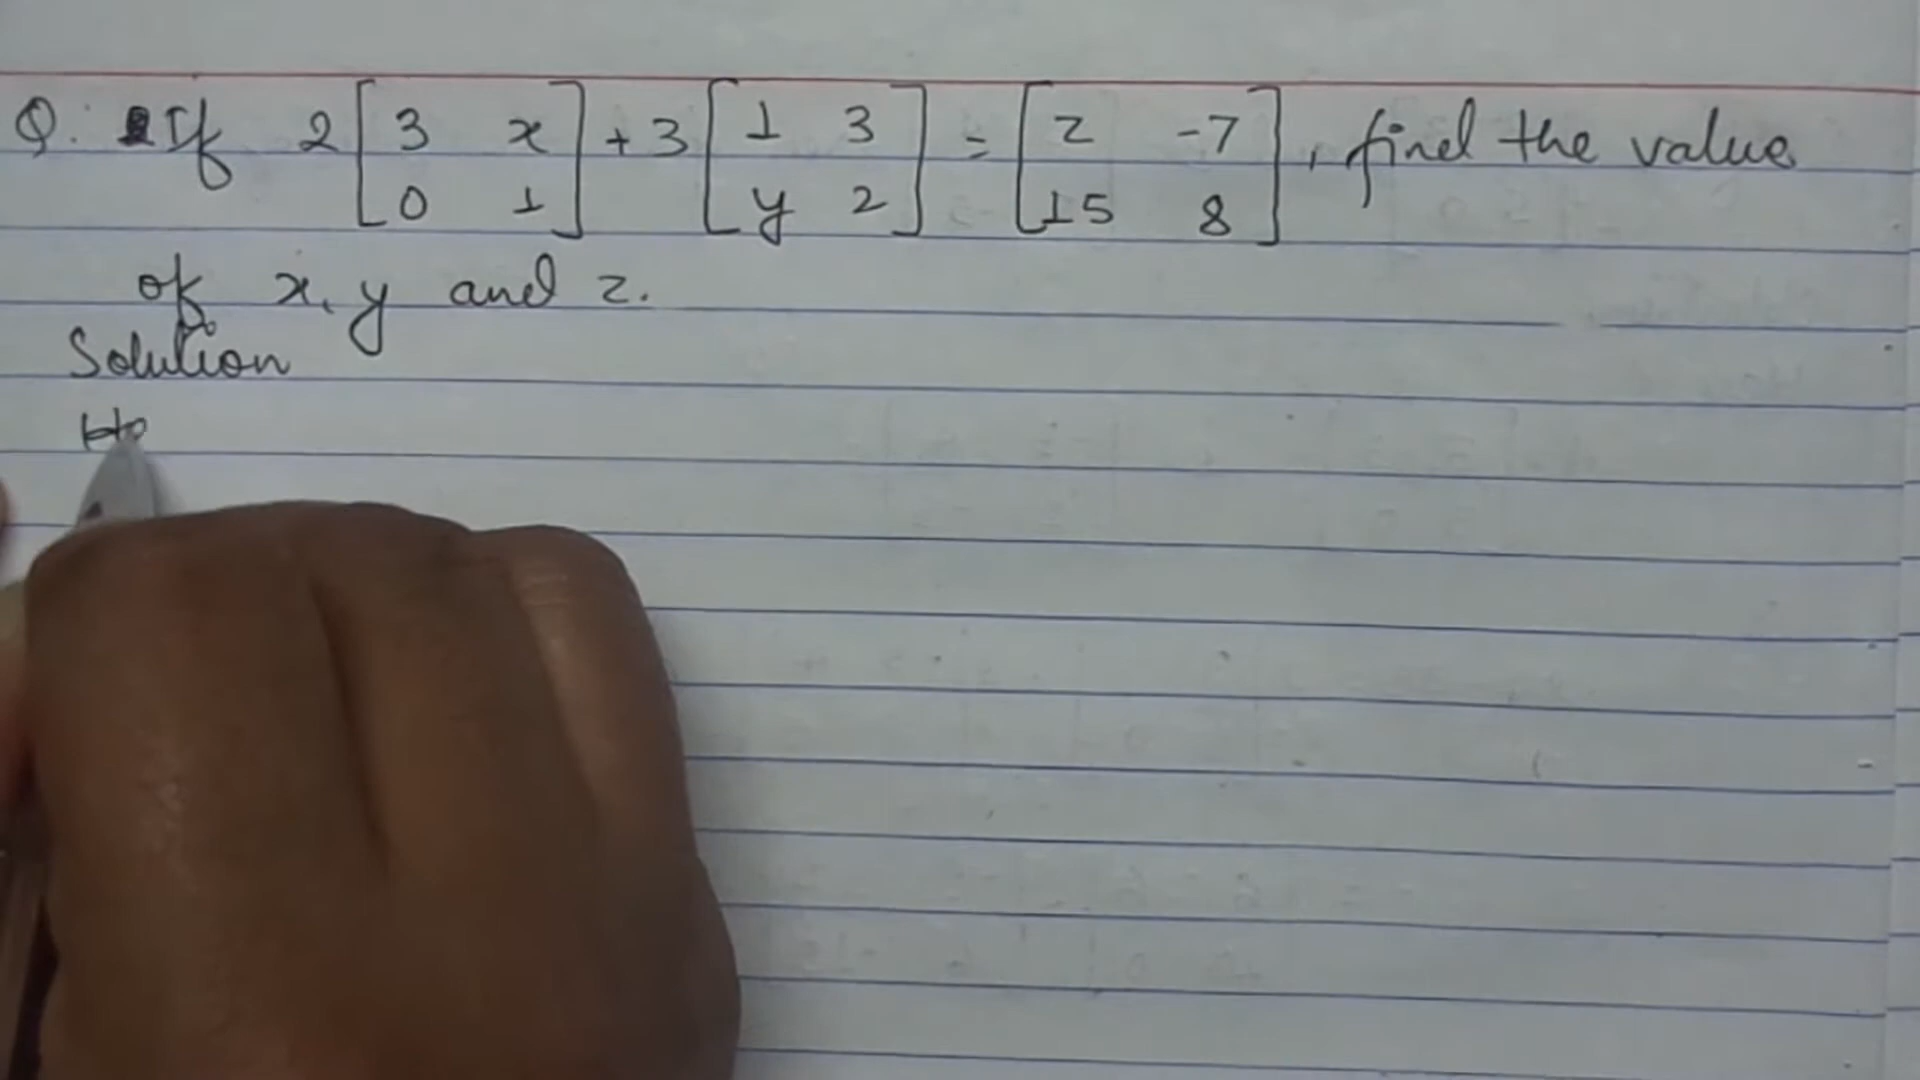 Q. If 2 [3 x] + 3 [1 3] = [z -7], find the value
[0 1] [y 2] [15 8]
of x, y and z.
Solution